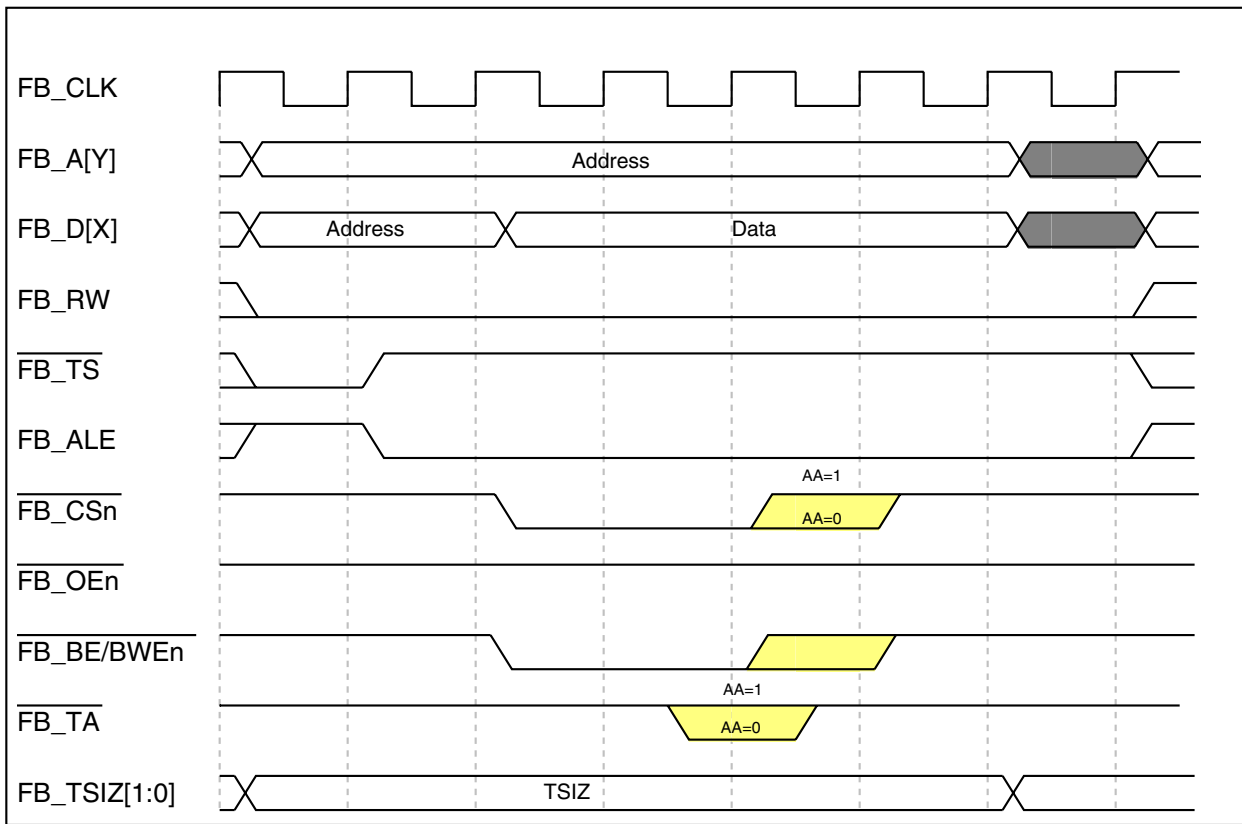 FB_CLK
FB_A[Y]
Address
FB_D[X]
Address
Data
FB_RW
FB_TS
FB_ALE
AA=1
FB_CSn
AA=0
FB_OEn
FB_BE/BWEn
AA=1
FB_TA
AA=0
FB_TSIZ[1:0]
TSIZ